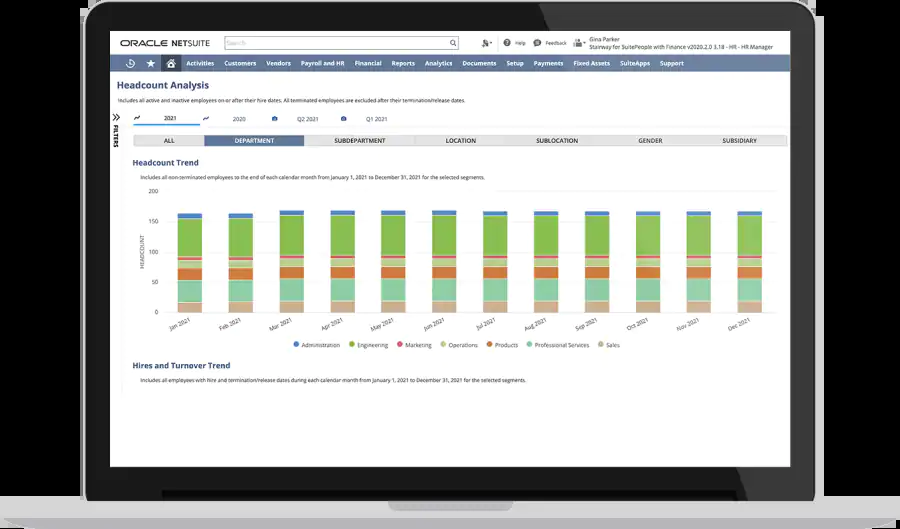 ORACLE NETSUITE
Search
Help
Feedback
Gina Parker
Stairway for SuitePeople with Finance v2020.2.0 3.18 - HR - HR Manager
Activities Customers Vendors Payroll and HR Financial Reports Analytics Documents Setup Payments Fixed Assets SuiteApps Support
Headcount Analysis
Includes all active and inactive employees on or after their hire dates. All terminated employees are excluded after their termination/release dates.
FILTERS
2021 2020 Q2 2021 Q1 2021
ALL DEPARTMENT SUBDEPARTMENT LOCATION SUBLOCATION GENDER SUBSIDIARY
Headcount Trend
Includes all non-terminated employees to the end of each calendar month from January 1, 2021 to December 31, 2021 for the selected segments.
HEADCOUNT
200
150
100
50
0
Jan 2021 Feb 2021 Mar 2021 Apr 2021 May 2021 Jun 2021 Jul 2021 Aug 2021 Sep 2021 Oct 2021 Nov 2021 Dec 2021
Administration Engineering Marketing Operations Products Professional Services Sales
Hires and Turnover Trend
Includes all employees with hire and termination/release dates during each calendar month from January 1, 2021 to December 31, 2021 for the selected segments.